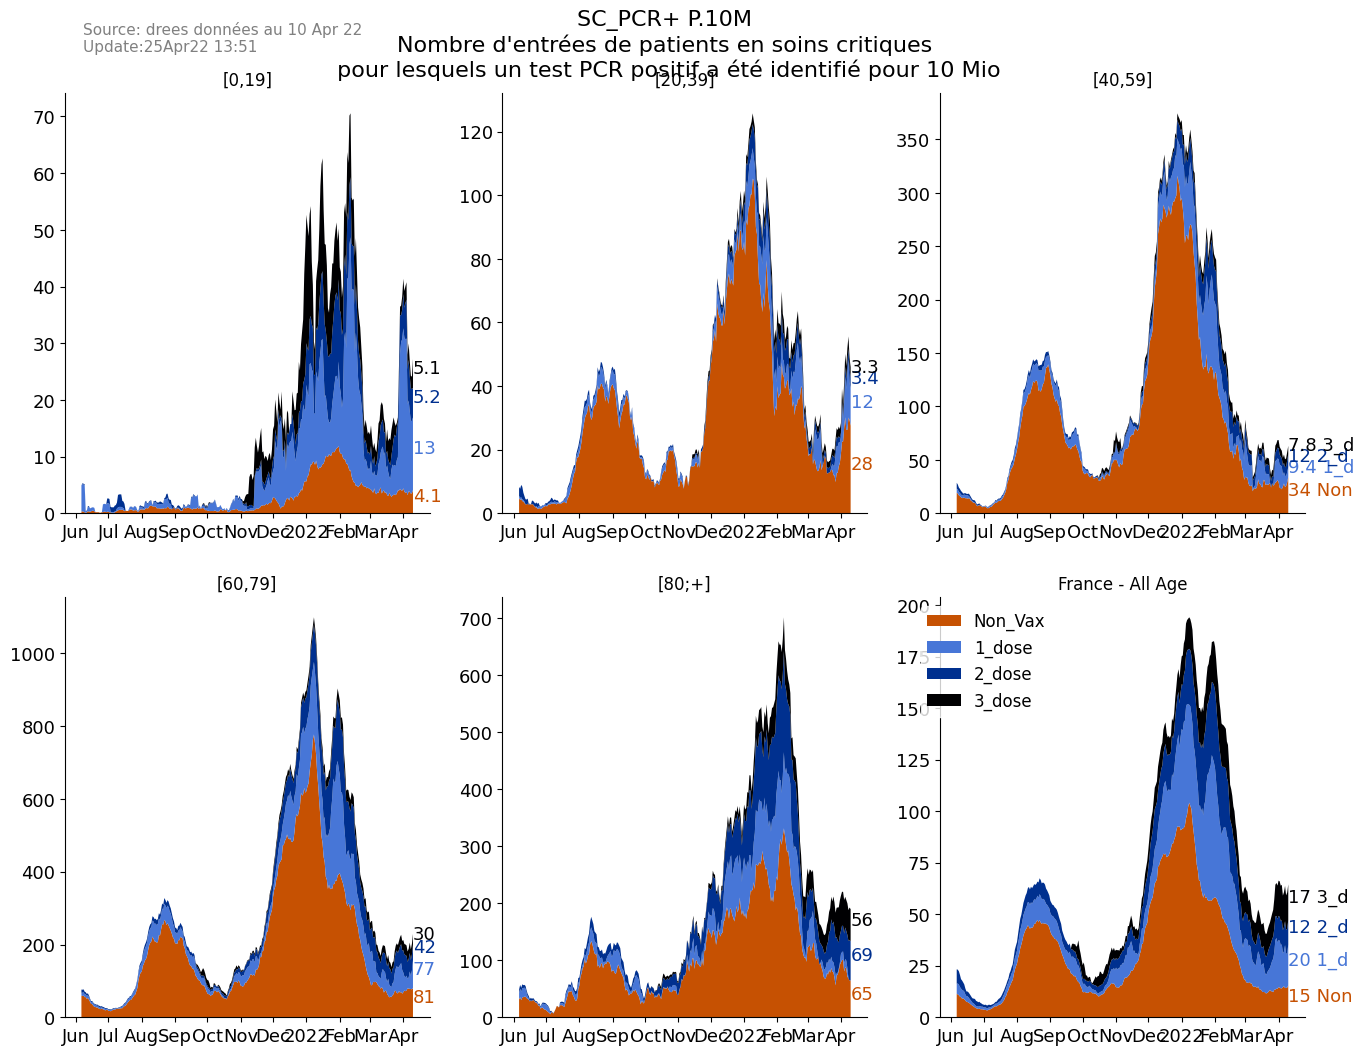 Source: drees données au 10 Apr 22
Update:25Apr22 13:51
SC_PCR+ P.10M
Nombre d'entrées de patients en soins critiques
pour lesquels un test PCR positif a été identifié pour 10 Mio
[0,19]
70
60
50
40
30
20
10
0
5.1
5.2
13
4.1
Jun Jul Aug Sep Oct Nov Dec 2022 Feb Mar Apr
[20,39]
120
100
80
60
40
20
0
3.3
3.4
12
28
Jun Jul Aug Sep Oct Nov Dec 2022 Feb Mar Apr
[40,59]
350
300
250
200
150
100
50
0
7.8 3_d
12 2_d
9.4 1_d
34 Non
Jun Jul Aug Sep Oct Nov Dec 2022 Feb Mar Apr
[60,79]
1000
800
600
400
200
0
30
42
77
81
Jun Jul Aug Sep Oct Nov Dec 2022 Feb Mar Apr
[80;+]
700
600
500
400
300
200
100
0
56
69
65
Jun Jul Aug Sep Oct Nov Dec 2022 Feb Mar Apr
France - All Age
200
175
150
125
100
75
50
25
0
Non_Vax
1_dose
2_dose
3_dose
17 3_d
12 2_d
20 1_d
15 Non
Jun Jul Aug Sep Oct Nov Dec 2022 Feb Mar Apr